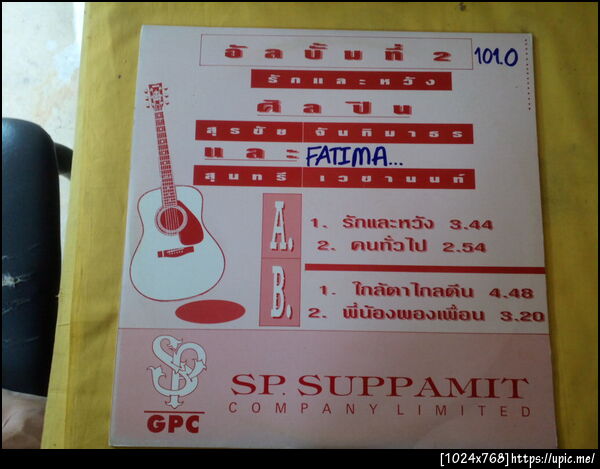 อัลบั้มที่ 2 101.0
รักและหวัง
ศิลปิน
สุรชัย จันทิมาธร
และ FATIMA...
สุนทรี เวชานนท์
A.
1. รักและหวัง 3.44
2. คนทั่วไป 2.54
B.
1. ใกล้ตาไกลตีน 4.48
2. พี่น้องพองเพื่อน 3.20
SP
GPC
SP. SUPPAMIT
COMPANY LIMITED
[1024x768]https://upic.me/